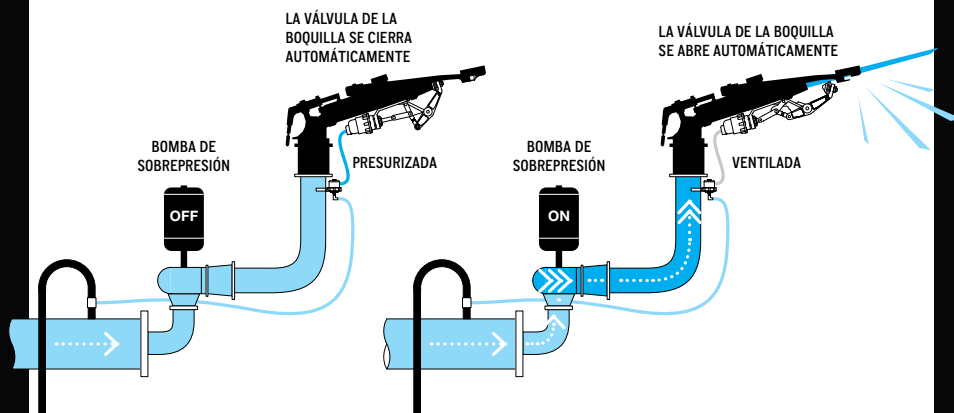 LA VÁLVULA DE LA
BOQUILLA SE CIERRA
AUTOMÁTICAMENTE
BOMBA DE
SOBREPRESIÓN
PRESURIZADA
OFF
LA VÁLVULA DE LA BOQUILLA
SE ABRE AUTOMÁTICAMENTE
BOMBA DE
SOBREPRESIÓN
VENTILADA
ON